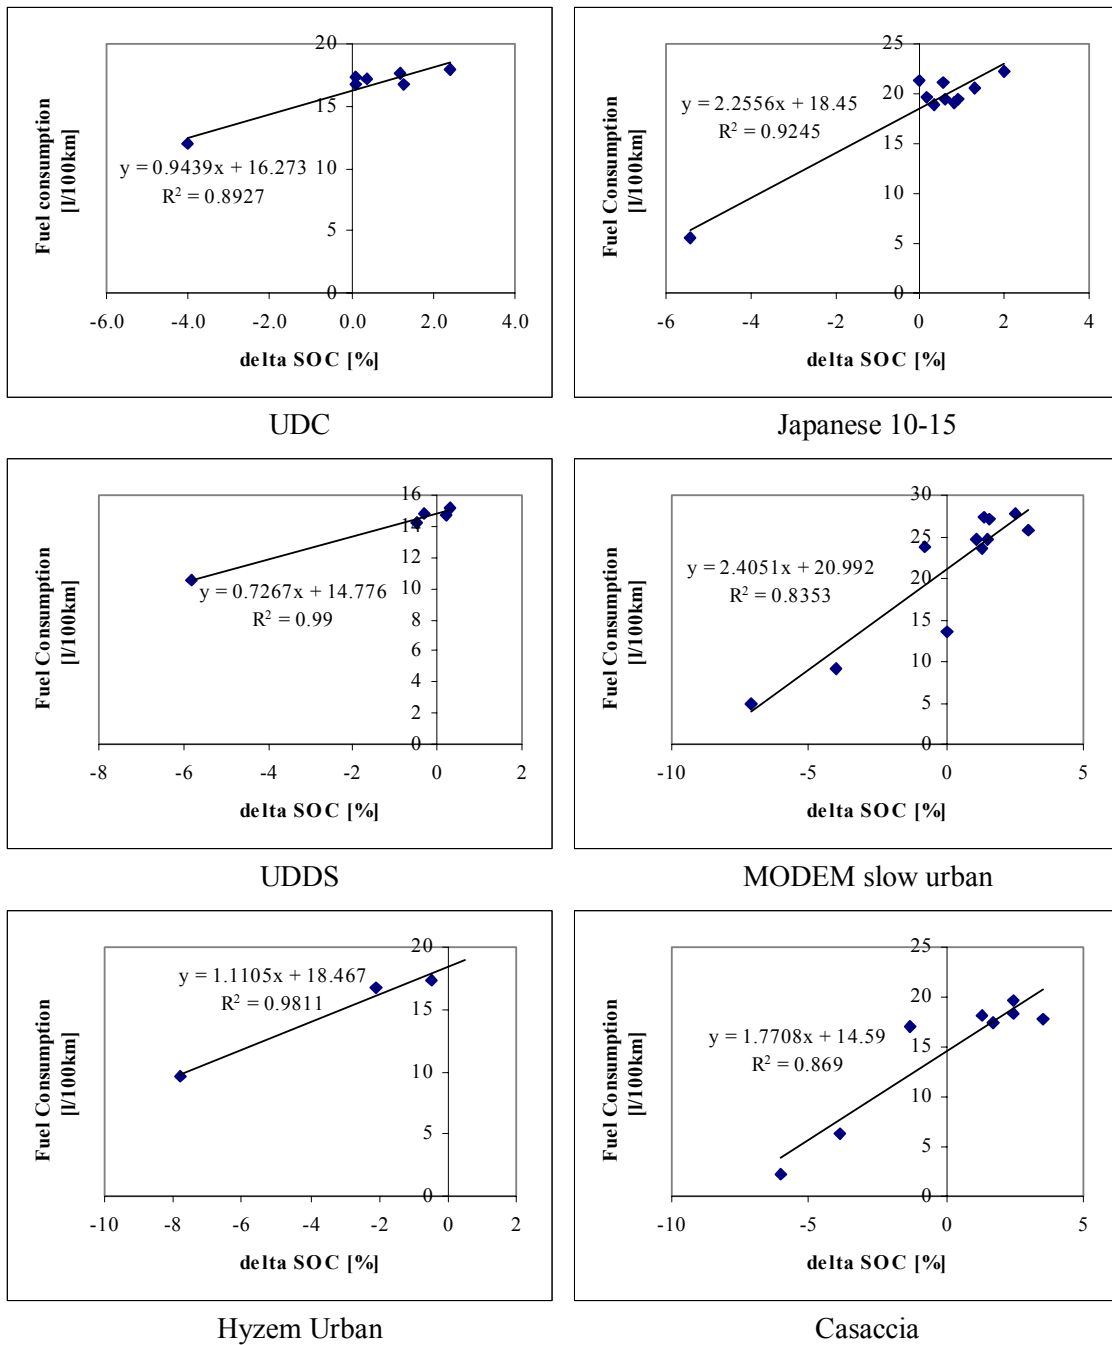 20
15
10
5
0
-6.0 -4.0 -2.0 0.0 2.0 4.0
y = 0.9439x + 16.273
R² = 0.8927
Fuel consumption
[l/100km]
delta SOC [%]
UDC
25
20
15
10
5
0
-6 -4 -2 0 2 4
y = 2.2556x + 18.45
R² = 0.9245
Fuel Consumption
[l/100km]
delta SOC [%]
Japanese 10-15
16
14
12
10
8
6
4
2
0
-8 -6 -4 -2 0 2
y = 0.7267x + 14.776
R² = 0.99
Fuel Consumption
[l/100km]
delta SOC [%]
UDDS
30
25
20
15
10
5
0
-10 -5 0 5
y = 2.4051x + 20.992
R² = 0.8353
Fuel Consumption
[l/100km]
delta SOC [%]
MODEM slow urban
20
15
10
5
0
-10 -8 -6 -4 -2 0 2
y = 1.1105x + 18.467
R² = 0.9811
Fuel Consumption
[l/100km]
delta SOC [%]
Hyzem Urban
25
20
15
10
5
0
-10 -5 0 5
y = 1.7708x + 14.59
R² = 0.869
Fuel Consumption
[l/100km]
delta SOC [%]
Casaccia